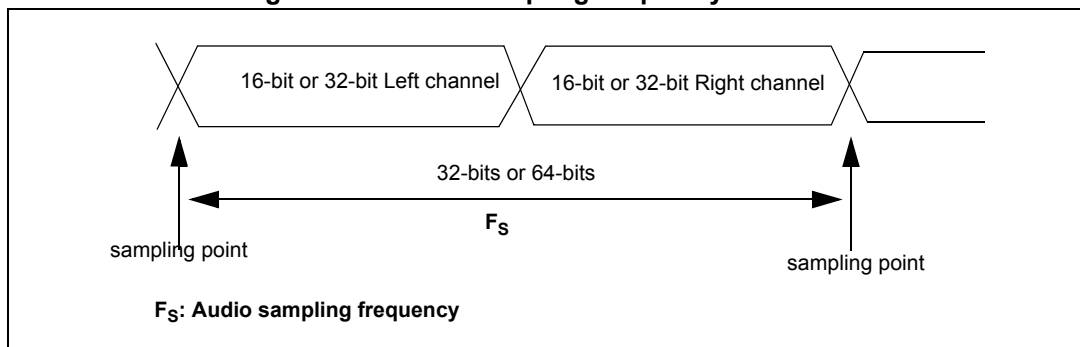 16-bit or 32-bit Left channel 16-bit or 32-bit Right channel
32-bits or 64-bits
FS
sampling point sampling point
FS: Audio sampling frequency